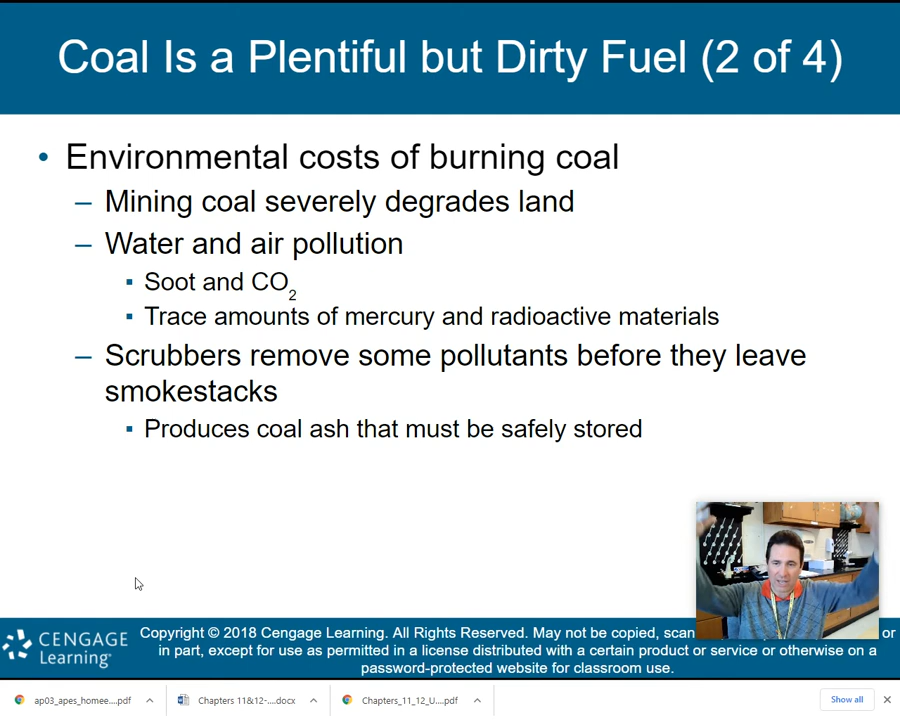 Coal Is a Plentiful but Dirty Fuel (2 of 4)
• Environmental costs of burning coal
– Mining coal severely degrades land
– Water and air pollution
▪ Soot and CO₂
▪ Trace amounts of mercury and radioactive materials
– Scrubbers remove some pollutants before they leave
smokestacks
▪ Produces coal ash that must be safely stored
CENGAGE
Learning
Copyright © 2018 Cengage Learning. All Rights Reserved. May not be copied, scan or
in part, except for use as permitted in a license distributed with a certain product or service or otherwise on a
password-protected website for classroom use.
ap03_apes_homee....pdf
Chapters 11&12-....docx
Chapters_11_12_U....pdf
Show all